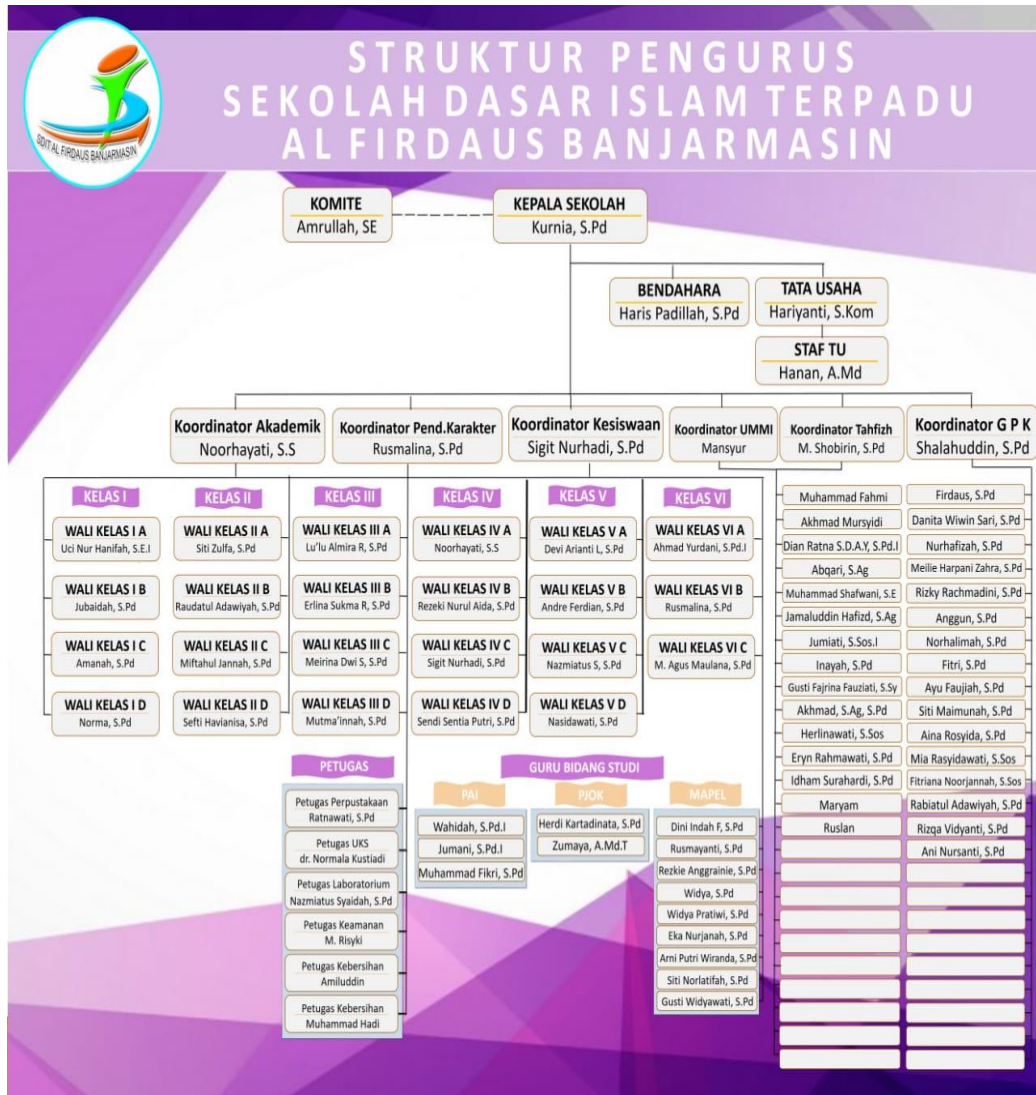 STRUKTUR PENGURUS
SEKOLAH DASAR ISLAM TERPADU
AL FIRDAUS BANJARMASIN
SDIT AL FIRDAUS BANJARMASIN
KOMITE
Amrullah, SE
KEPALA SEKOLAH
Kurnia, S.Pd
BENDAHARA
Haris Padillah, S.Pd
TATA USAHA
Hariyanti, S.Kom
STAF TU
Hanan, A.Md
Koordinator Akademik
Noorhayati, S.S
Koordinator Pend.Karakter
Rusmalina, S.Pd
Koordinator Kesiswaan
Sigit Nurhadi, S.Pd
Koordinator UMMI
Mansyur
Koordinator Tahfizh
M. Shobirin, S.Pd
Koordinator G P K
Shalahuddin, S.Pd
KELAS I
WALI KELAS I A
Uci Nur Hanifah, S.E.I
WALI KELAS I B
Jubaidah, S.Pd
WALI KELAS I C
Amanah, S.Pd
WALI KELAS I D
Norma, S.Pd
KELAS II
WALI KELAS II A
Siti Zulfa, S.Pd
WALI KELAS II B
Raudatul Adawiyah, S.Pd
WALI KELAS II C
Miftahul Jannah, S.Pd
WALI KELAS II D
Sefti Havianisa, S.Pd
KELAS III
WALI KELAS III A
Lu'lu Almira R, S.Pd
WALI KELAS III B
Erlina Sukma R, S.Pd
WALI KELAS III C
Meirina Dwi S, S.Pd
WALI KELAS III D
Mutma'innah, S.Pd
KELAS IV
WALI KELAS IV A
Noorhayati, S.S
WALI KELAS IV B
Rezeki Nurul Aida, S.Pd
WALI KELAS IV C
Sigit Nurhadi, S.Pd
WALI KELAS IV D
Sendi Sentia Putri, S.Pd
KELAS V
WALI KELAS V A
Devi Arianti L, S.Pd
WALI KELAS V B
Andre Ferdian, S.Pd
WALI KELAS V C
Nazmiatus S, S.Pd
WALI KELAS V D
Nasidawati, S.Pd
KELAS VI
WALI KELAS VI A
Ahmad Yurdani, S.Pd.I
WALI KELAS VI B
Rusmalina, S.Pd
WALI KELAS VI C
M. Agus Maulana, S.Pd
Muhammad Fahmi
Akhmad Mursyidi
Dian Ratna S.D.A.Y, S.Pd.I
Abqari, S.Ag
Muhammad Shafwani, S.E
Jamaluddin Hafizd, S.Ag
Jumiati, S.Sos.I
Inayah, S.Pd
Gusti Fajrina Fauziati, S.Sy
Akhmad, S.Ag, S.Pd
Herlinawati, S.Sos
Eryn Rahmawati, S.Pd
Idham Surahardi, S.Pd
Maryam
Ruslan
Firdaus, S.Pd
Danita Wiwin Sari, S.Pd
Nurhafizah, S.Pd
Meilie Harpani Zahra, S.Pd
Rizky Rachmadini, S.Pd
Anggun, S.Pd
Norhalimah, S.Pd
Fitri, S.Pd
Ayu Faujiah, S.Pd
Siti Maimunah, S.Pd
Aina Rosyida, S.Pd
Mia Rasyidawati, S.Sos
Fitriana Noorjannah, S.Sos
Rabiatul Adawiyah, S.Pd
Rizqa Vidyanti, S.Pd
Ani Nursanti, S.Pd
PETUGAS
Petugas Perpustakaan
Ratnawati, S.Pd
Petugas UKS
dr. Normala Kustiadi
Petugas Laboratorium
Nazmiatus Syaidah, S.Pd
Petugas Keamanan
M. Risyki
Petugas Kebersihan
Amiluddin
Petugas Kebersihan
Muhammad Hadi
GURU BIDANG STUDI
PAI
Wahidah, S.Pd.I
Jumani, S.Pd.I
Muhammad Fikri, S.Pd
PJOK
Herdi Kartadinata, S.Pd
Zumaya, A.Md.T
MAPEL
Dini Indah F, S.Pd
Rusmayanti, S.Pd
Rezkie Anggrainie, S.Pd
Widya, S.Pd
Widya Pratiwi, S.Pd
Eka Nurjanah, S.Pd
Arni Putri Wiranda, S.Pd
Siti Norlatifah, S.Pd
Gusti Widyawati, S.Pd